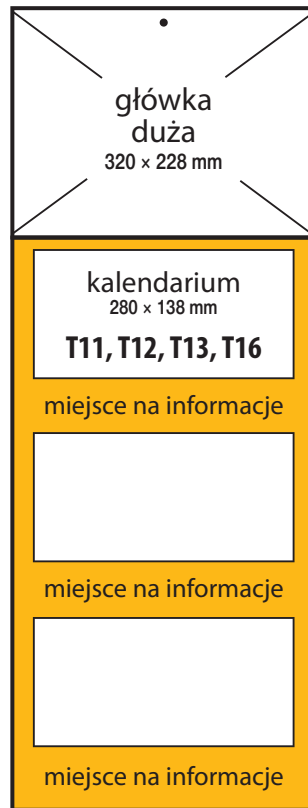 główka
duża
320 × 228 mm
kalendarium
280 × 138 mm
T11, T12, T13, T16
miejsce na informacje
miejsce na informacje
miejsce na informacje